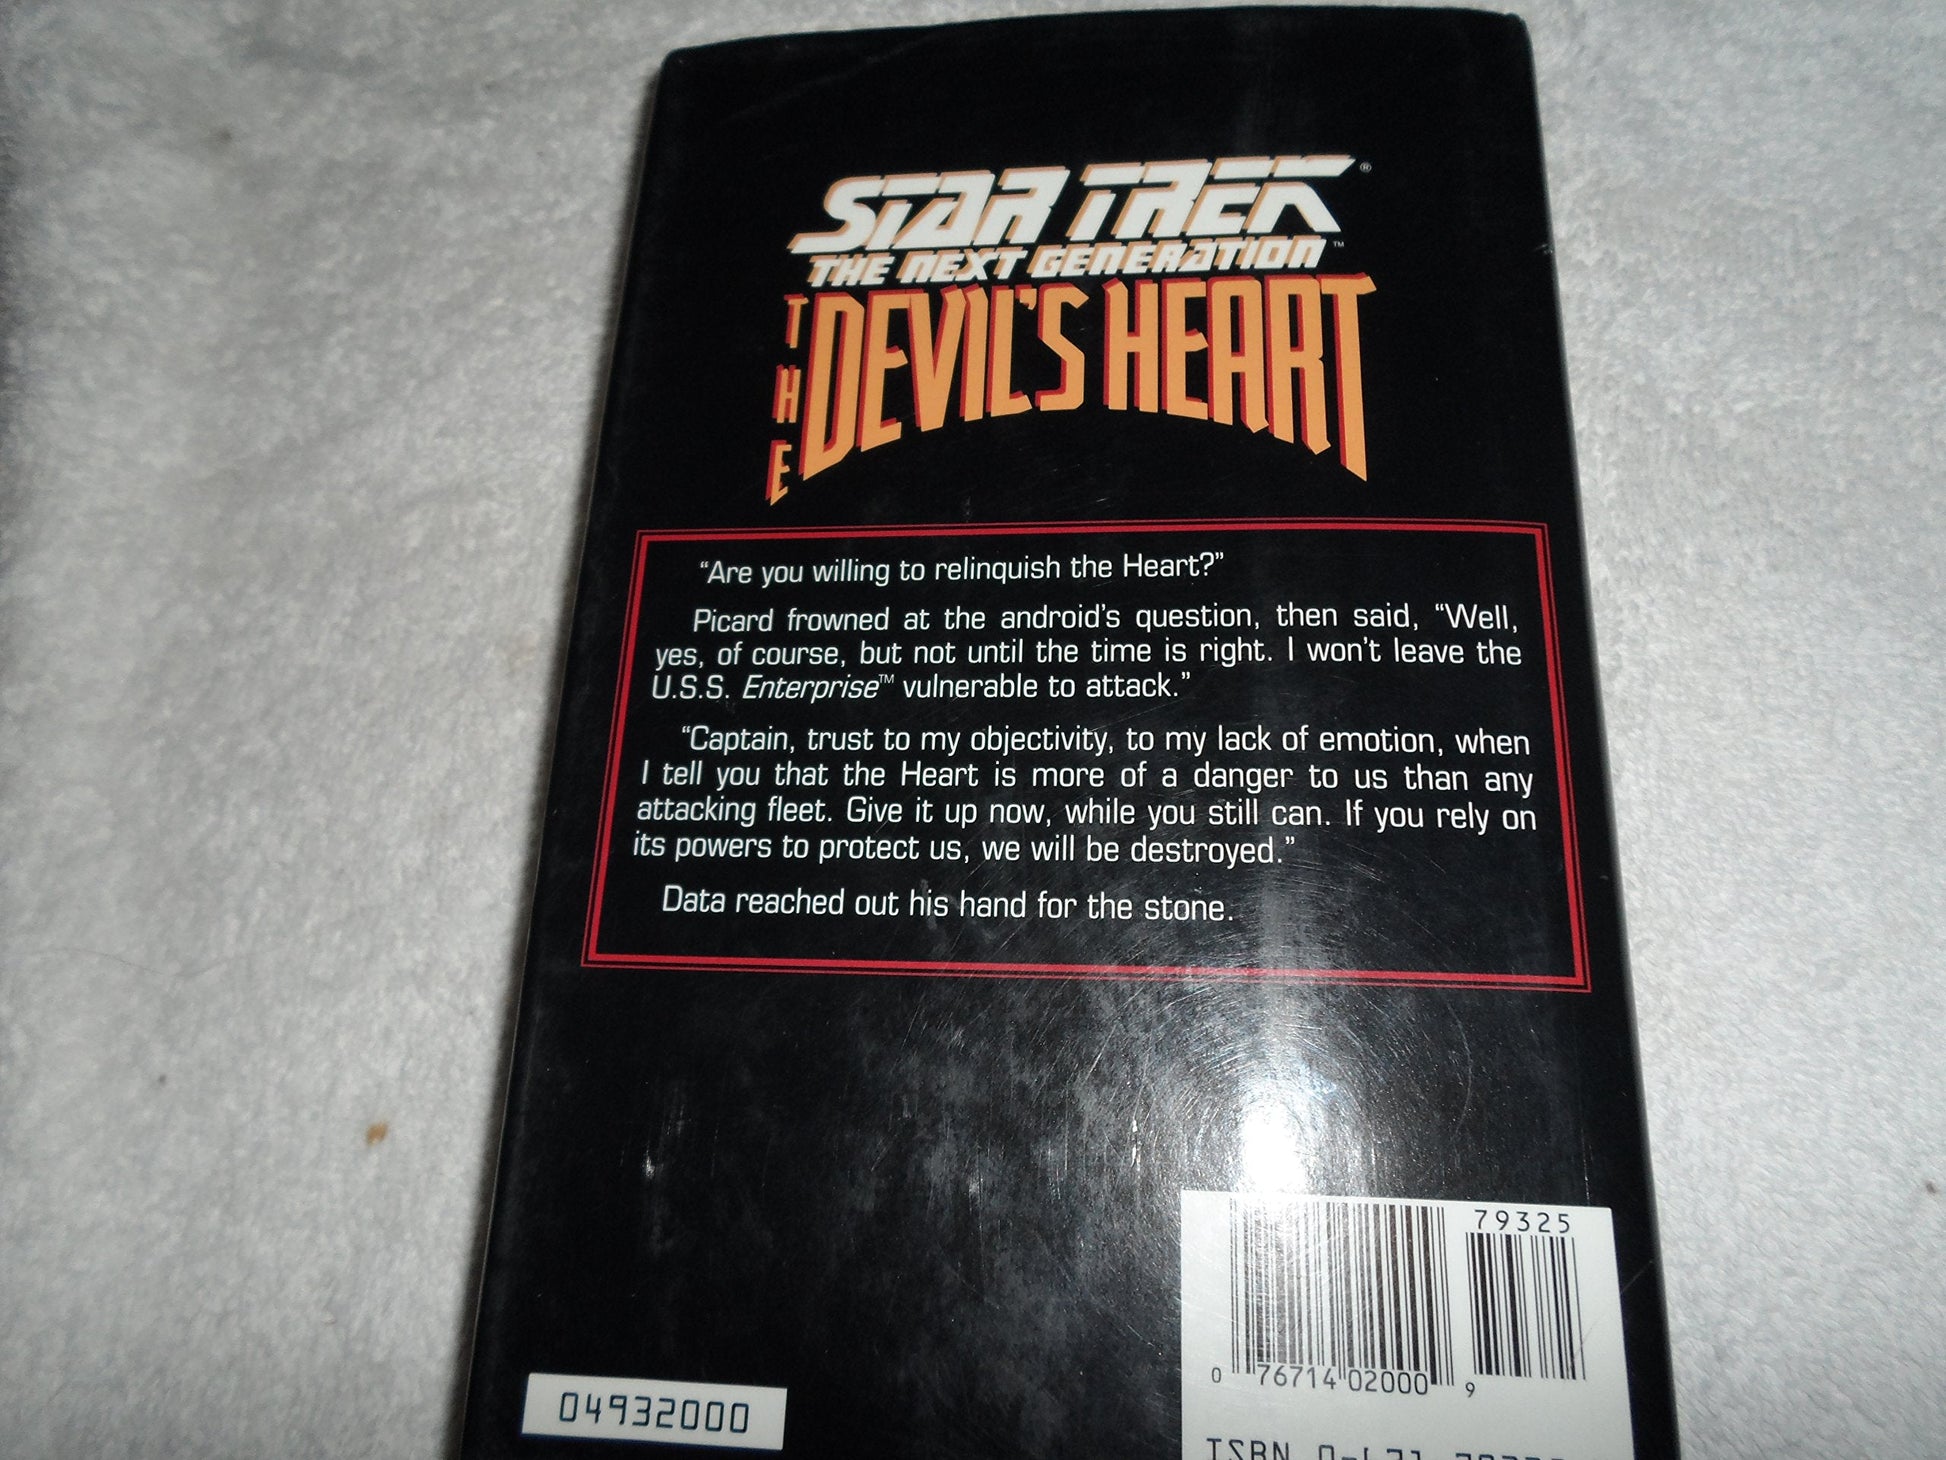 STAR TREK®
THE NEXT GENERATION™
THE DEVIL'S HEART
“Are you willing to relinquish the Heart?”
Picard frowned at the android's question, then said, “Well,
yes, of course, but not until the time is right. I won't leave the
U.S.S. Enterprise™ vulnerable to attack.”
“Captain, trust to my objectivity, to my lack of emotion, when
I tell you that the Heart is more of a danger to us than any
attacking fleet. Give it up now, while you still can. If you rely on
its powers to protect us, we will be destroyed.”
Data reached out his hand for the stone.
79325
0 76714 02000 9
04932000
ISBN